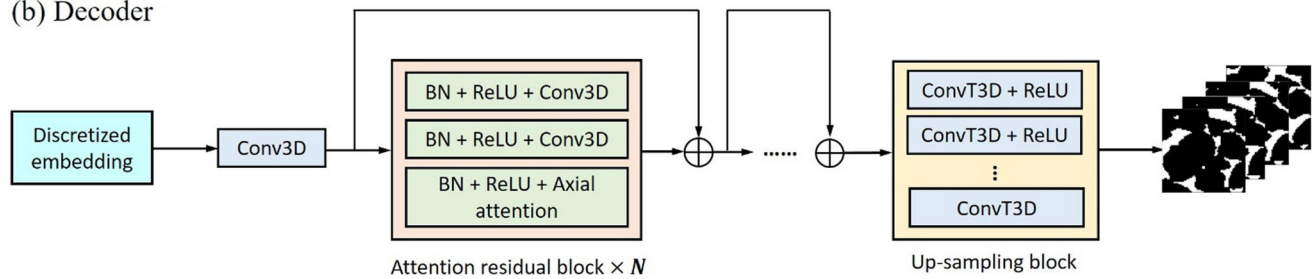 (b) Decoder
Discretized
embedding
Conv3D
BN + ReLU + Conv3D
BN + ReLU + Conv3D
BN + ReLU + Axial
attention
Attention residual block × N
......
ConvT3D + ReLU
ConvT3D + ReLU
⋮
ConvT3D
Up-sampling block